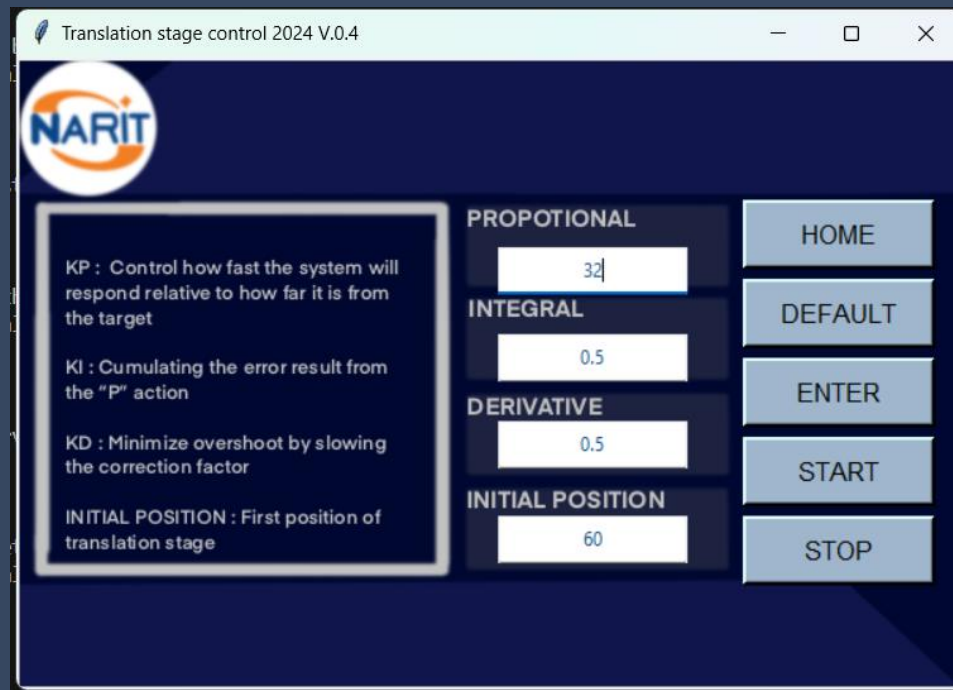 Translation stage control 2024 V.0.4
NARIT
KP : Control how fast the system will
respond relative to how far it is from
the target
KI : Cumulating the error result from
the “P” action
KD : Minimize overshoot by slowing
the correction factor
INITIAL POSITION : First position of
translation stage
PROPOTIONAL
32
INTEGRAL
0.5
DERIVATIVE
0.5
INITIAL POSITION
60
HOME
DEFAULT
ENTER
START
STOP